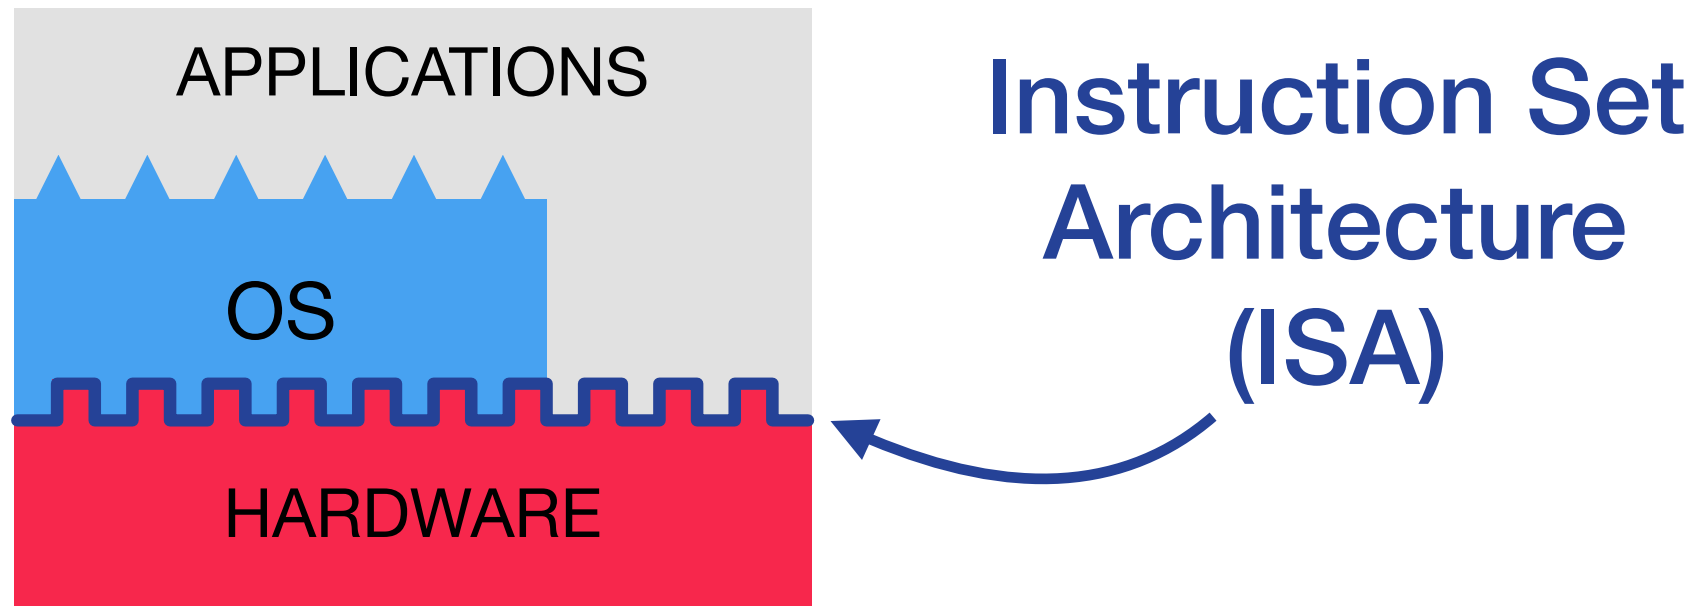 APPLICATIONS
OS
HARDWARE
Instruction Set
Architecture
(ISA)